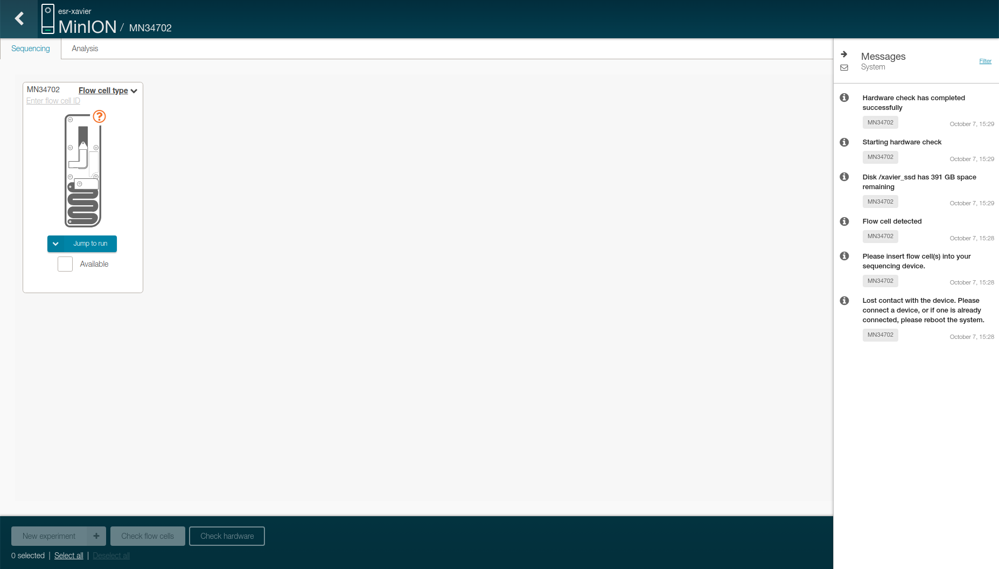 esr-xavier
MinION / MN34702
Sequencing
Analysis
MN34702
Flow cell type
Enter flow cell ID
?
Jump to run
Available
New experiment +
Check flow cells
Check hardware
0 selected | Select all | Deselect all
Messages
System
Filter
Hardware check has completed
successfully
MN34702
October 7, 15:29
Starting hardware check
MN34702
October 7, 15:29
Disk /xavier_ssd has 391 GB space
remaining
MN34702
October 7, 15:29
Flow cell detected
MN34702
October 7, 15:28
Please insert flow cell(s) into your
sequencing device.
MN34702
October 7, 15:28
Lost contact with the device. Please
connect a device, or if one is already
connected, please reboot the system.
MN34702
October 7, 15:28